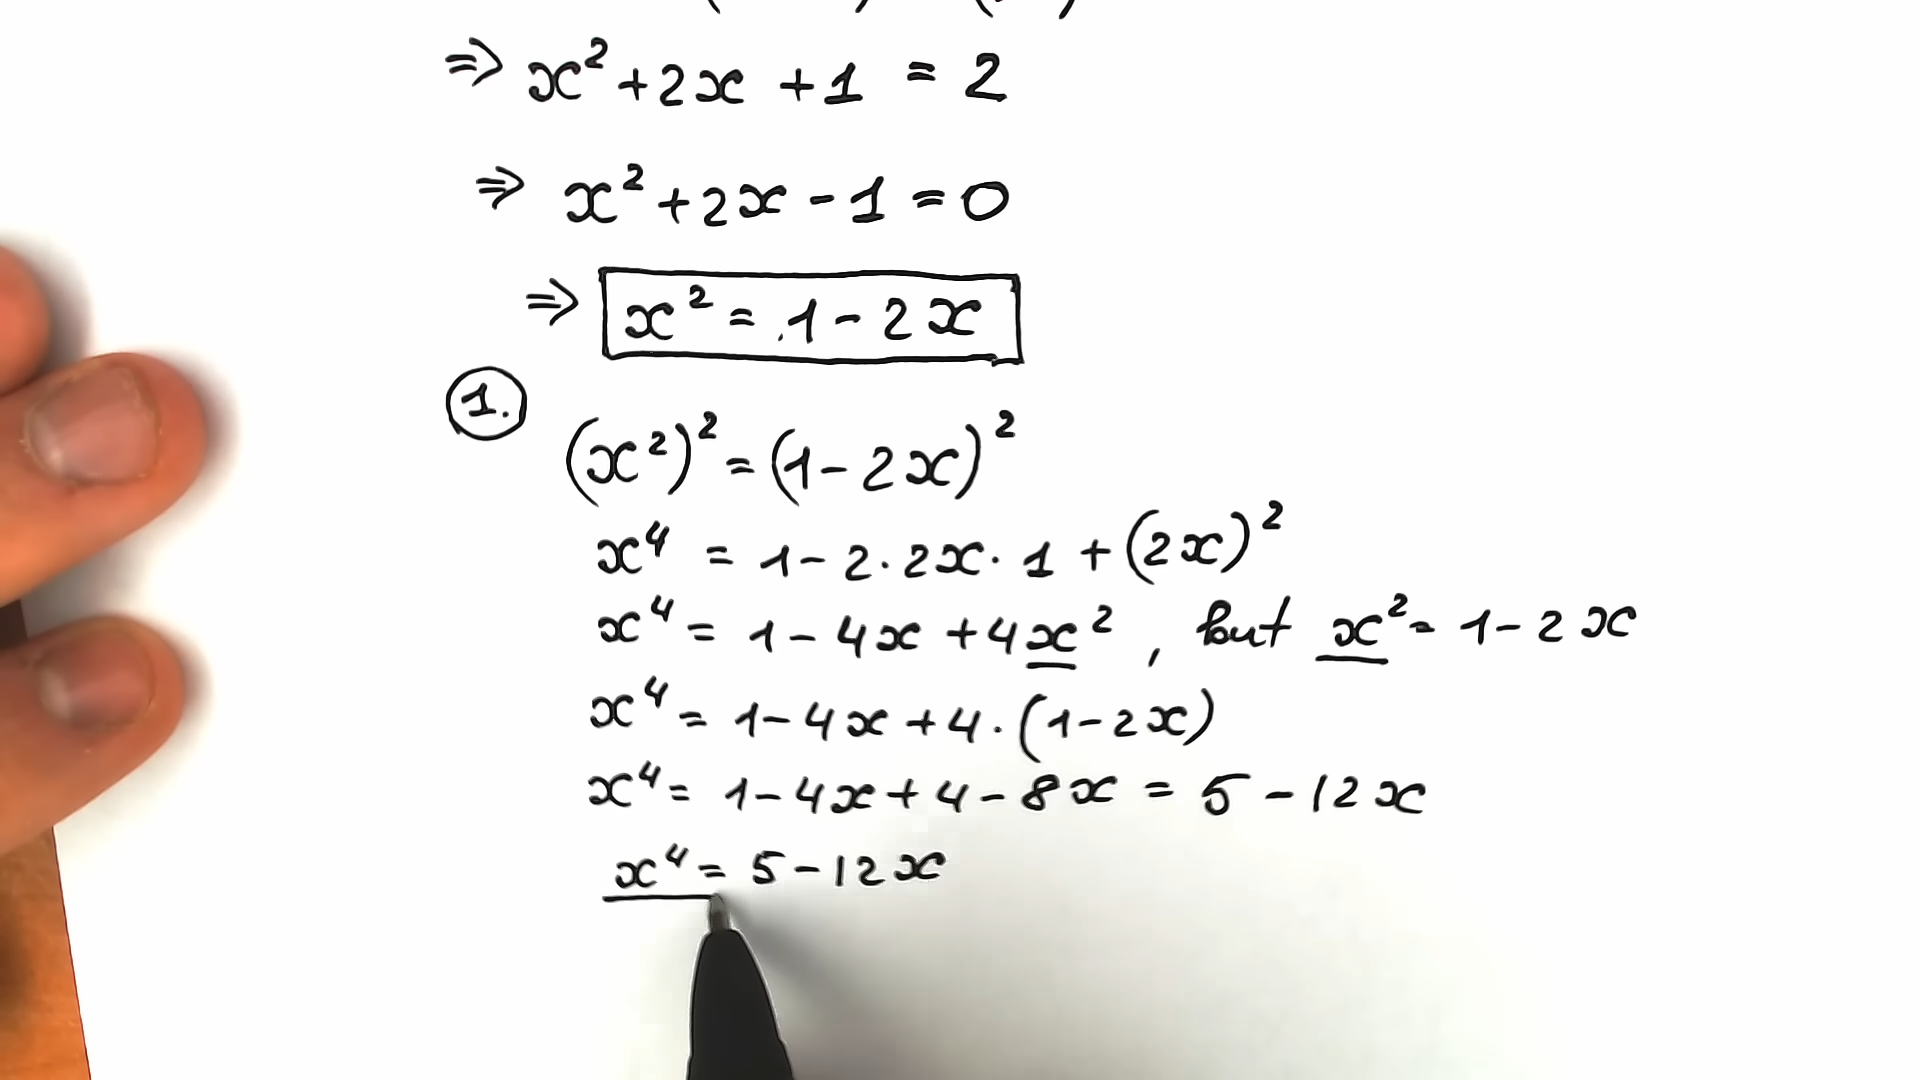 ⇒ x² + 2x + 1 = 2
⇒ x² + 2x - 1 = 0
⇒ x² = 1 - 2x
1.
(x²)² = (1 - 2x)²
x⁴ = 1 - 2 · 2x · 1 + (2x)²
x⁴ = 1 - 4x + 4x², but x² = 1 - 2x
x⁴ = 1 - 4x + 4 · (1 - 2x)
x⁴ = 1 - 4x + 4 - 8x = 5 - 12x
x⁴ = 5 - 12x